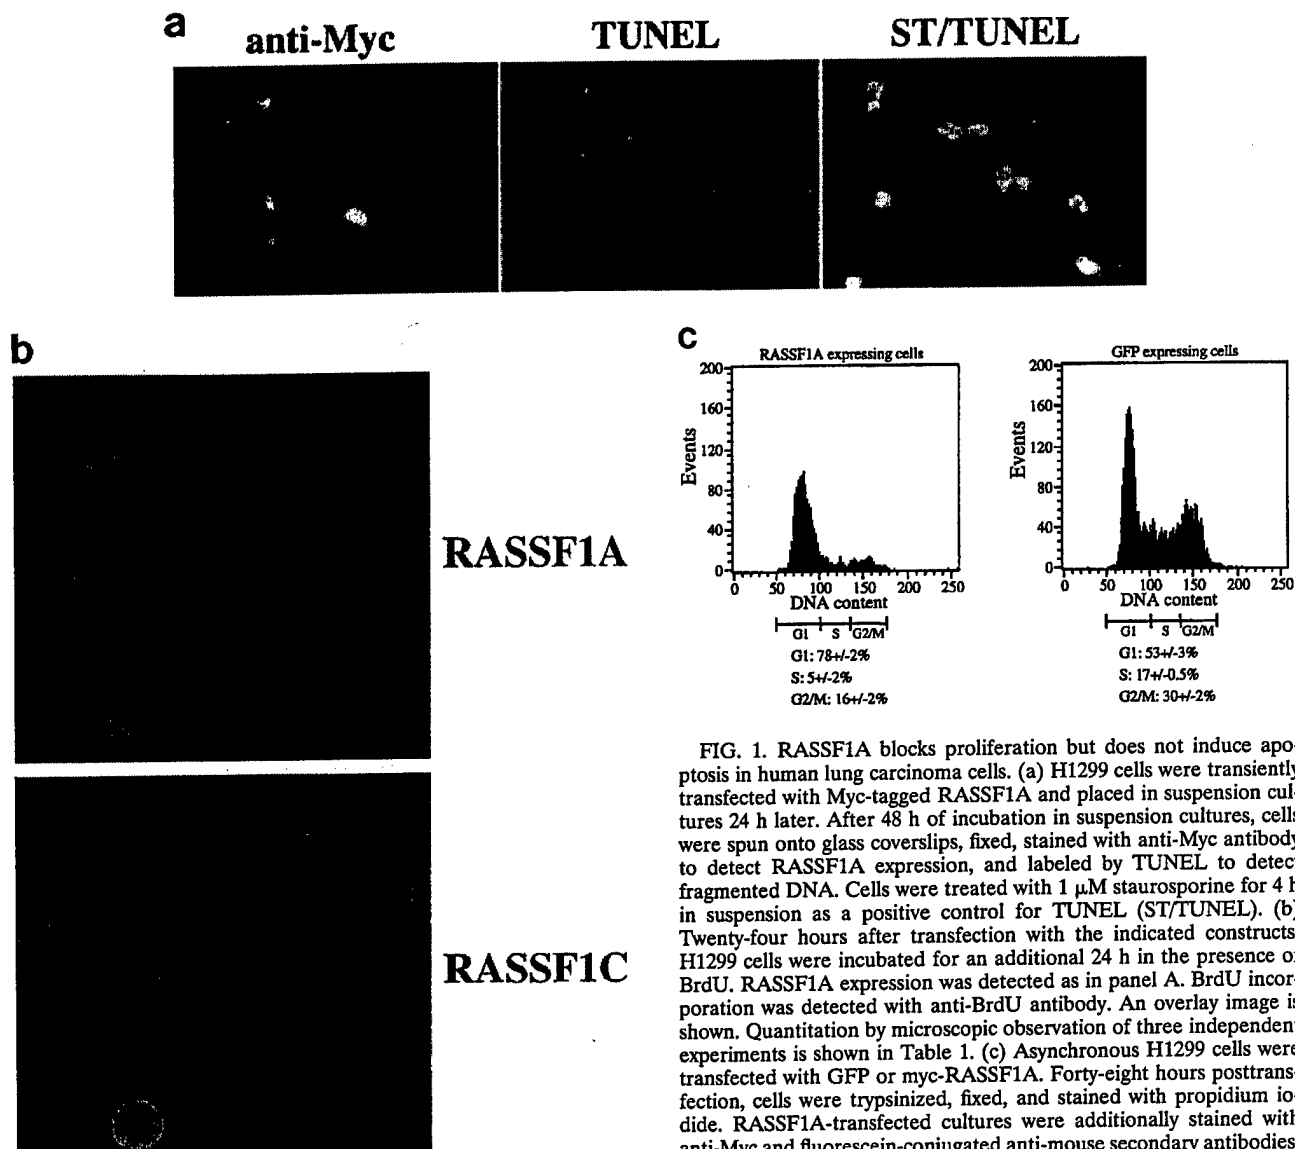 a
anti-Myc
TUNEL
ST/TUNEL
b
RASSF1A
RASSF1C
c
RASSF1A expressing cells
200
160
120
80
40
0
Events
0 50 100 150 200 250
DNA content
G1 S G2/M
G1: 78+/-2%
S: 5+/-2%
G2/M: 16+/-2%
GFP expressing cells
200
160
120
80
40
0
Events
0 50 100 150 200 250
DNA content
G1 S G2/M
G1: 53+/-3%
S: 17+/-0.5%
G2/M: 30+/-2%
FIG. 1. RASSF1A blocks proliferation but does not induce apo-
ptosis in human lung carcinoma cells. (a) H1299 cells were transiently
transfected with Myc-tagged RASSF1A and placed in suspension cul-
tures 24 h later. After 48 h of incubation in suspension cultures, cells
were spun onto glass coverslips, fixed, stained with anti-Myc antibody
to detect RASSF1A expression, and labeled by TUNEL to detec
fragmented DNA. Cells were treated with 1 μM staurosporine for 4 h
in suspension as a positive control for TUNEL (ST/TUNEL). (b)
Twenty-four hours after transfection with the indicated constructs
H1299 cells were incubated for an additional 24 h in the presence o
BrdU. RASSF1A expression was detected as in panel A. BrdU incor-
poration was detected with anti-BrdU antibody. An overlay image is
shown. Quantitation by microscopic observation of three independen
experiments is shown in Table 1. (c) Asynchronous H1299 cells were
transfected with GFP or myc-RASSF1A. Forty-eight hours posttrans-
fection, cells were trypsinized, fixed, and stained with propidium io-
dide. RASSF1A-transfected cultures were additionally stained with
anti-Myc and fluorescein-conjugated anti-mouse secondary antibodies